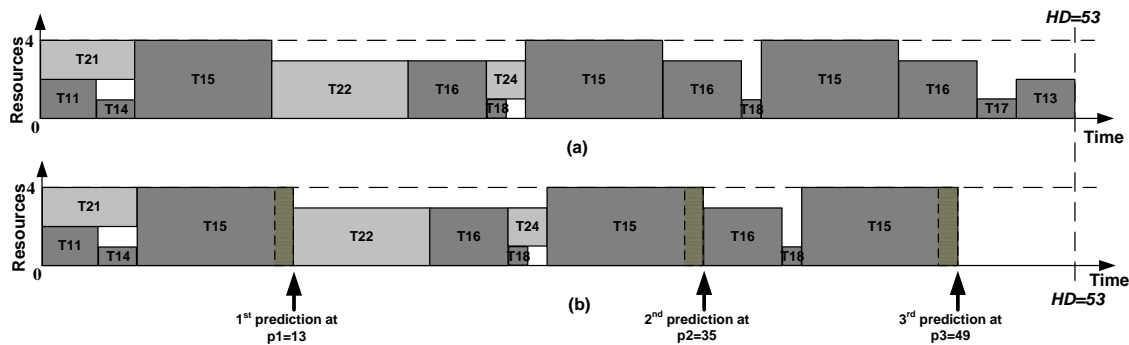 HD=53
Resources
4
0
T21
T11
T14
T15
T22
T16
T24
T18
T15
T16
T18
T15
T16
T17
T13
Time
(a)
Resources
4
0
T21
T11
T14
T15
T22
T16
T24
T18
T15
T16
T18
T15
Time
(b)
HD=53
1st prediction at
p1=13
2nd prediction at
p2=35
3rd prediction at
p3=49